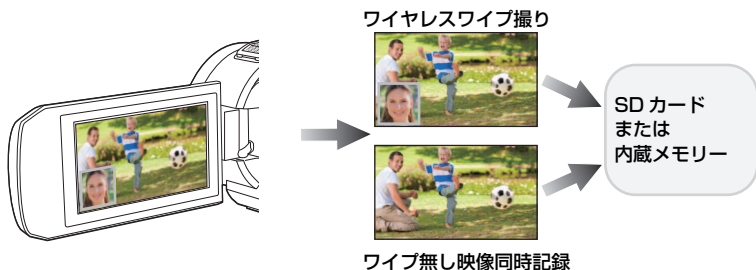 ワイヤレスワイプ撮り
SD カード
または
内蔵メモリー
ワイプ無し映像同時記録